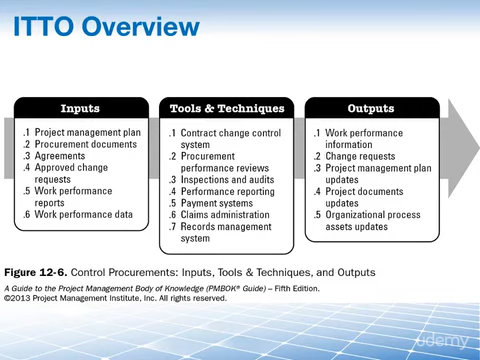 ITTO Overview
Inputs
.1 Project management plan
.2 Procurement documents
.3 Agreements
.4 Approved change
requests
.5 Work performance
reports
.6 Work performance data
Tools & Techniques
.1 Contract change control
system
.2 Procurement
performance reviews
.3 Inspections and audits
.4 Performance reporting
.5 Payment systems
.6 Claims administration
.7 Records management
system
Outputs
.1 Work performance
information
.2 Change requests
.3 Project management plan
updates
.4 Project documents
updates
.5 Organizational process
assets updates
Figure 12-6. Control Procurements: Inputs, Tools & Techniques, and Outputs
A Guide to the Project Management Body of Knowledge (PMBOK® Guide) – Fifth Edition.
©2013 Project Management Institute, Inc. All rights reserved.
udemy